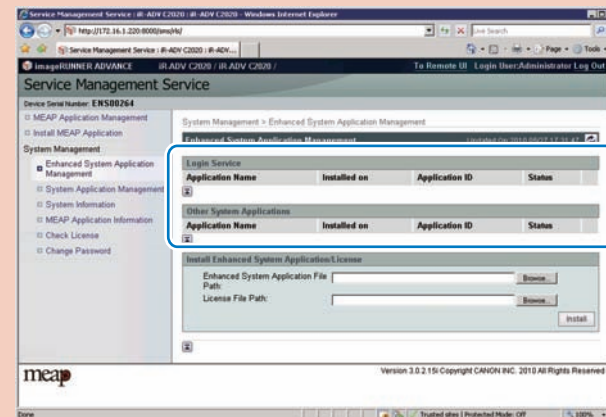 Service Management Service : iR-ADV C2020 : iR-ADV C2020 - Windows Internet Explorer
http://172.16.1.220:8000/sms/rls/
Live Search
Service Management Service : iR-ADV C2020 : iR-ADV...
Page
Tools
imageRUNNER ADVANCE iR-ADV C2020 / iR-ADV C2020 /
To Remote UI Login User:Administrator Log Out
Service Management Service
Device Serial Number: ENS00264
MEAP Application Management
Install MEAP Application
System Management
Enhanced System Application
Management
System Application Management
System Information
MEAP Application Information
Check License
Change Password
System Management > Enhanced System Application Management
Enhanced System Application Management
Login Service
Application Name Installed on Application ID Status
Other System Applications
Application Name Installed on Application ID Status
Install Enhanced System Application/License
Enhanced System Application File
Path:
Browse...
License File Path:
Browse...
Install
meap
Version 3.0.2.15i Copyright CANON INC. 2010 All Rights Reserved
Done
Trusted sites | Protected Mode: Off
100%